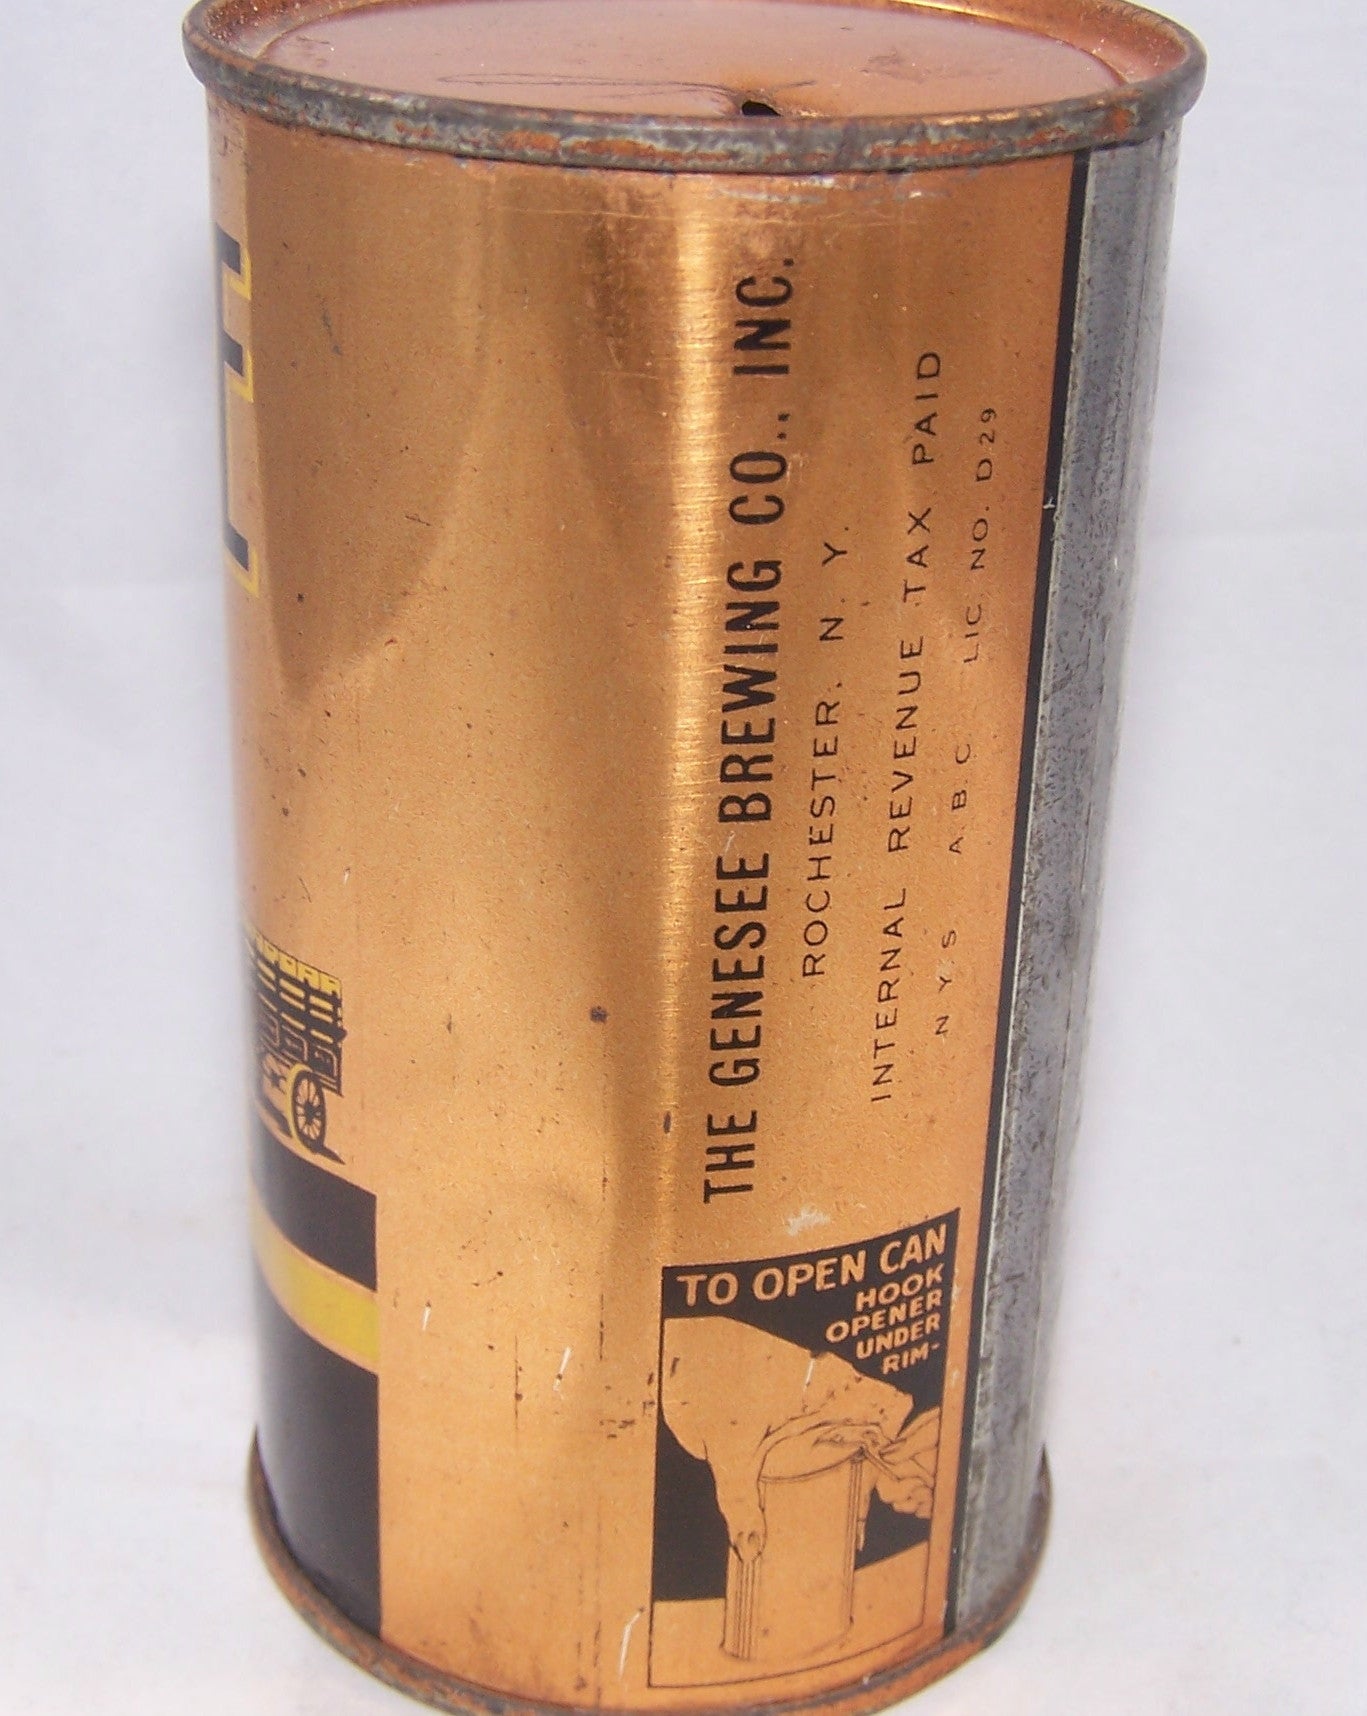 E
THE GENESEE BREWING CO., INC.
ROCHESTER, N. Y.
INTERNAL REVENUE TAX PAID
N Y S A B C LIC. NO. D29
TO OPEN CAN
HOOK
OPENER
UNDER
RIM-